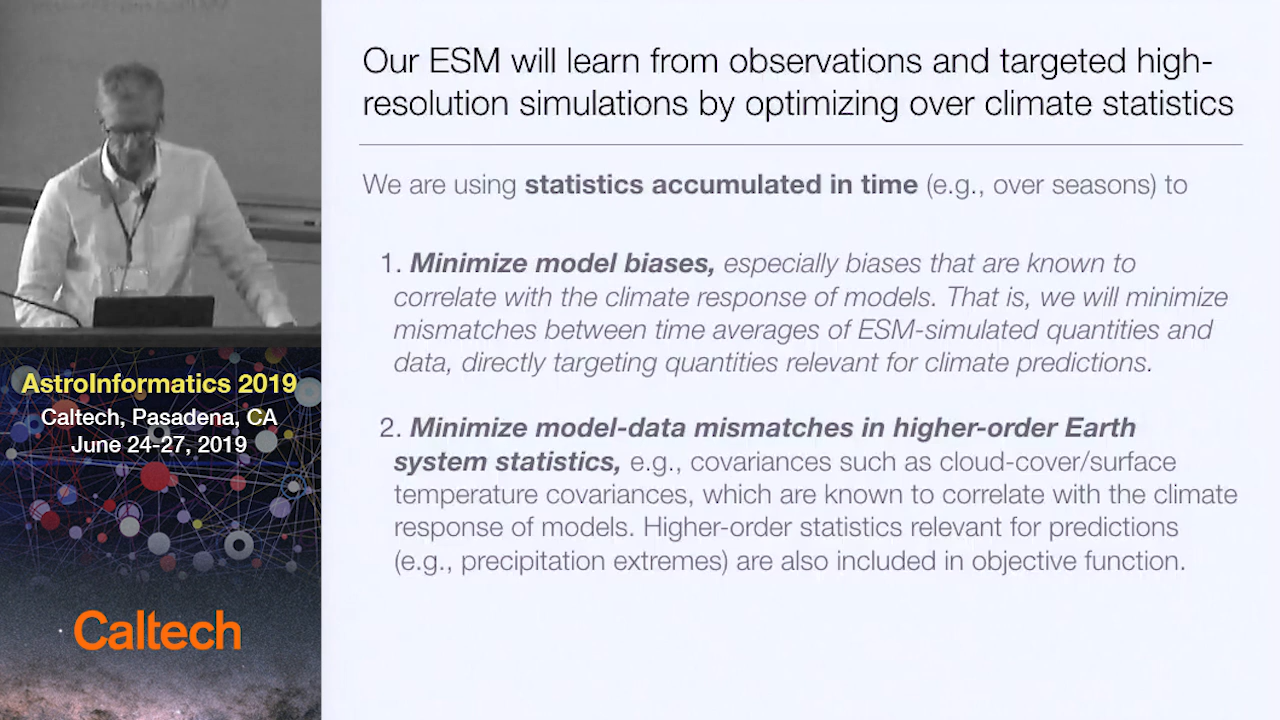 Our ESM will learn from observations and targeted high-
resolution simulations by optimizing over climate statistics
We are using statistics accumulated in time (e.g., over seasons) to
1. Minimize model biases, especially biases that are known to
correlate with the climate response of models. That is, we will minimize
mismatches between time averages of ESM-simulated quantities and
data, directly targeting quantities relevant for climate predictions.
2. Minimize model-data mismatches in higher-order Earth
system statistics, e.g., covariances such as cloud-cover/surface
temperature covariances, which are known to correlate with the climate
response of models. Higher-order statistics relevant for predictions
(e.g., precipitation extremes) are also included in objective function.
AstroInformatics 2019
Caltech, Pasadena, CA
June 24-27, 2019
Caltech